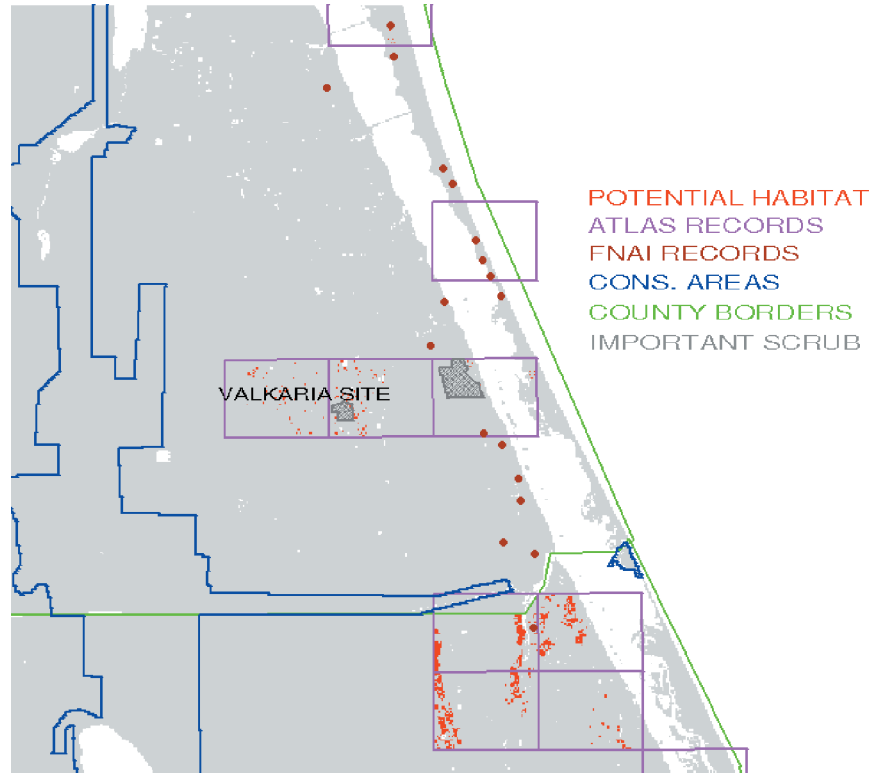 POTENTIAL HABITAT
ATLAS RECORDS
FNAI RECORDS
CONS. AREAS
COUNTY BORDERS
IMPORTANT SCRUB
VALKARIA SITE